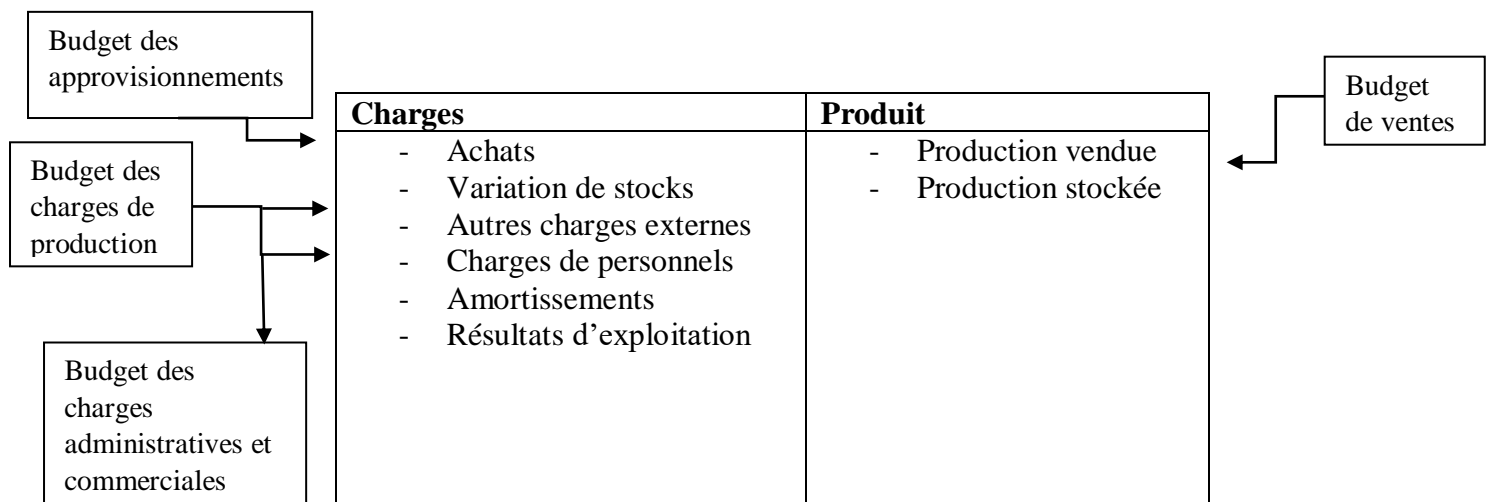 Budget des
approvisionnements
Budget des
charges de
production
Budget des
charges
administratives et
commerciales
Charges
- Achats
- Variation de stocks
- Autres charges externes
- Charges de personnels
- Amortissements
- Résultats d’exploitation
Produit
- Production vendue
- Production stockée
Budget
de ventes